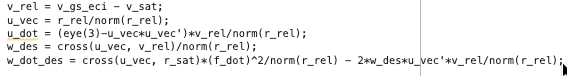 v_rel = v_gs_eci - v_sat;
u_vec = r_rel/norm(r_rel);
u_dot = (eye(3)-u_vec*u_vec')*v_rel/norm(r_rel);
w_des = cross(u_vec, v_rel)/norm(r_rel);
w_dot_des = cross(u_vec, r_sat)*(f_dot)^2/norm(r_rel) - 2*w_des*u_vec'*v_rel/norm(r_rel);